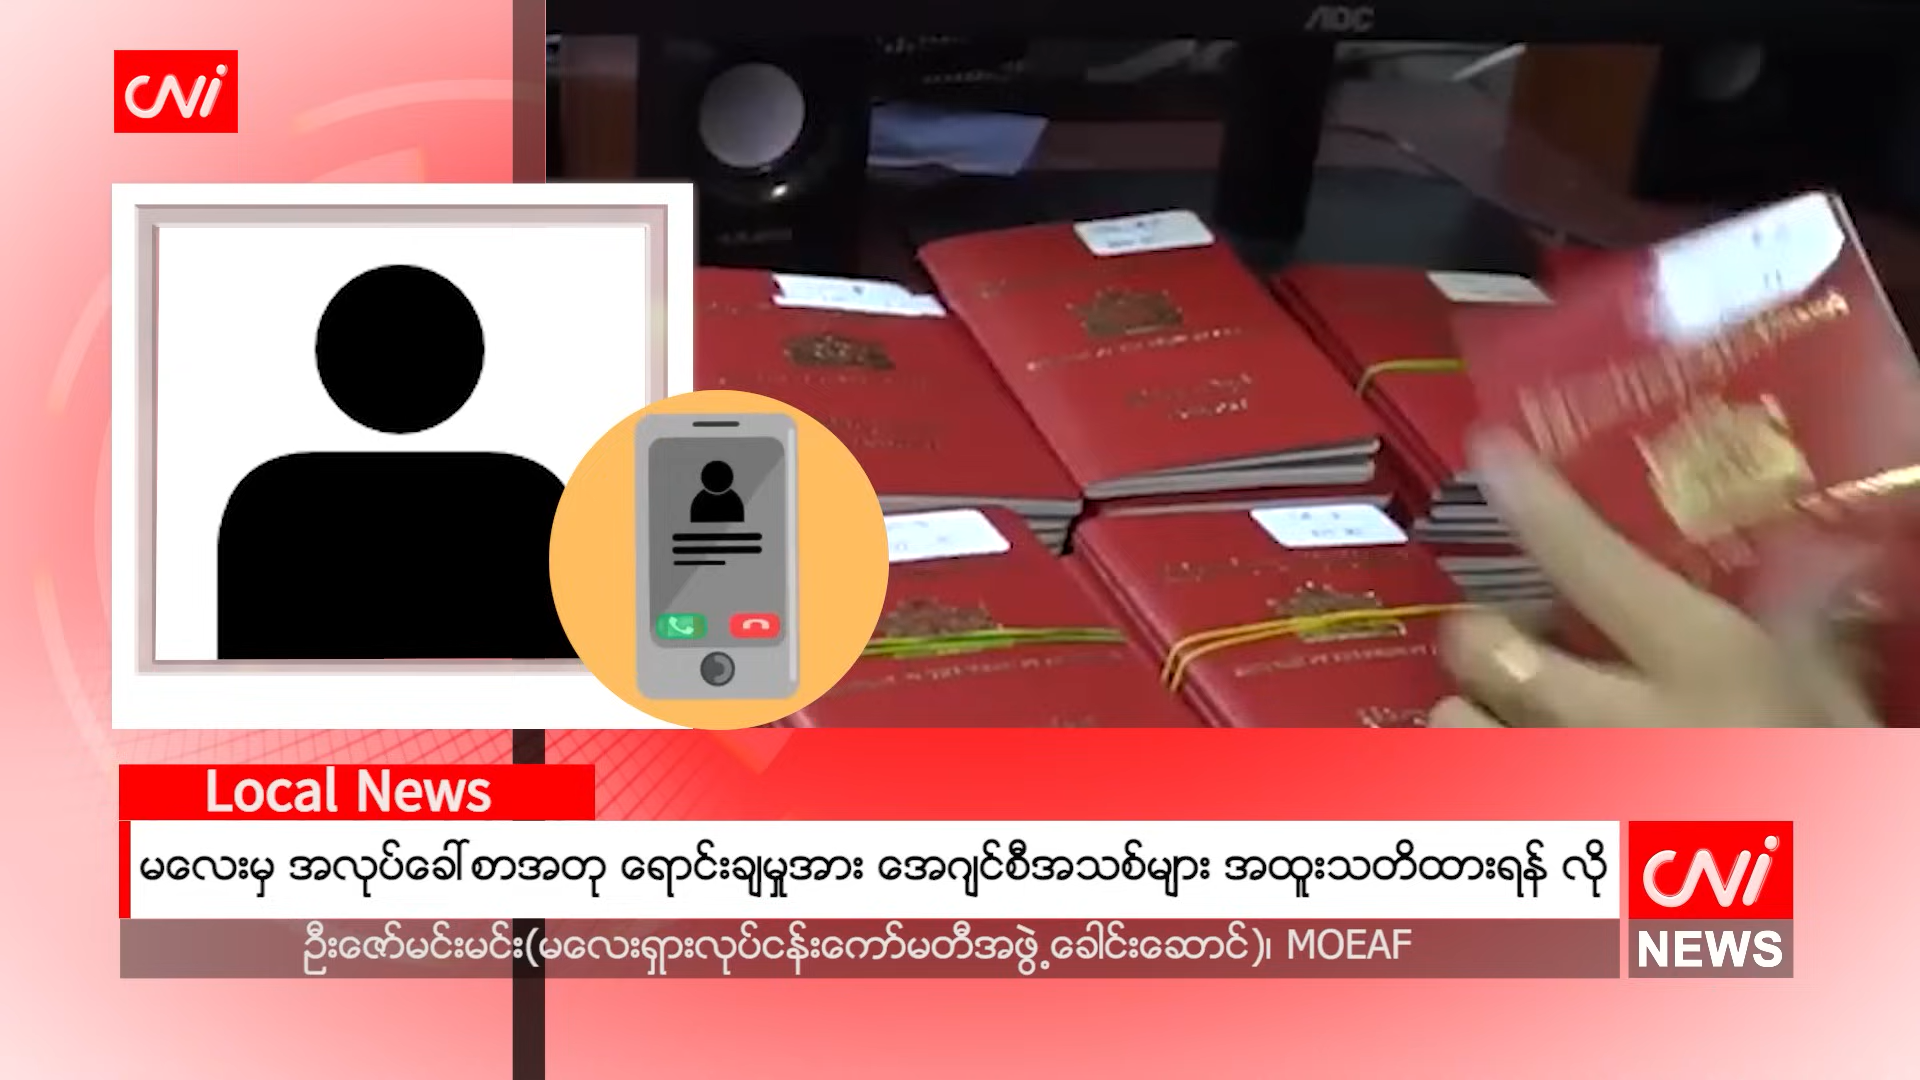 AOC
CNI
Local News
မလေးမှ အလုပ်ခေါ်စာအတု ရောင်းချမှုအား အေဂျင်စီအသစ်များ အထူးသတိထားရန် လို
ဦးဇော်မင်းမင်း(မလေးရှားလုပ်ငန်းကော်မတီအဖွဲ့ခေါင်းဆောင်)၊ MOEAF
CNI
NEWS